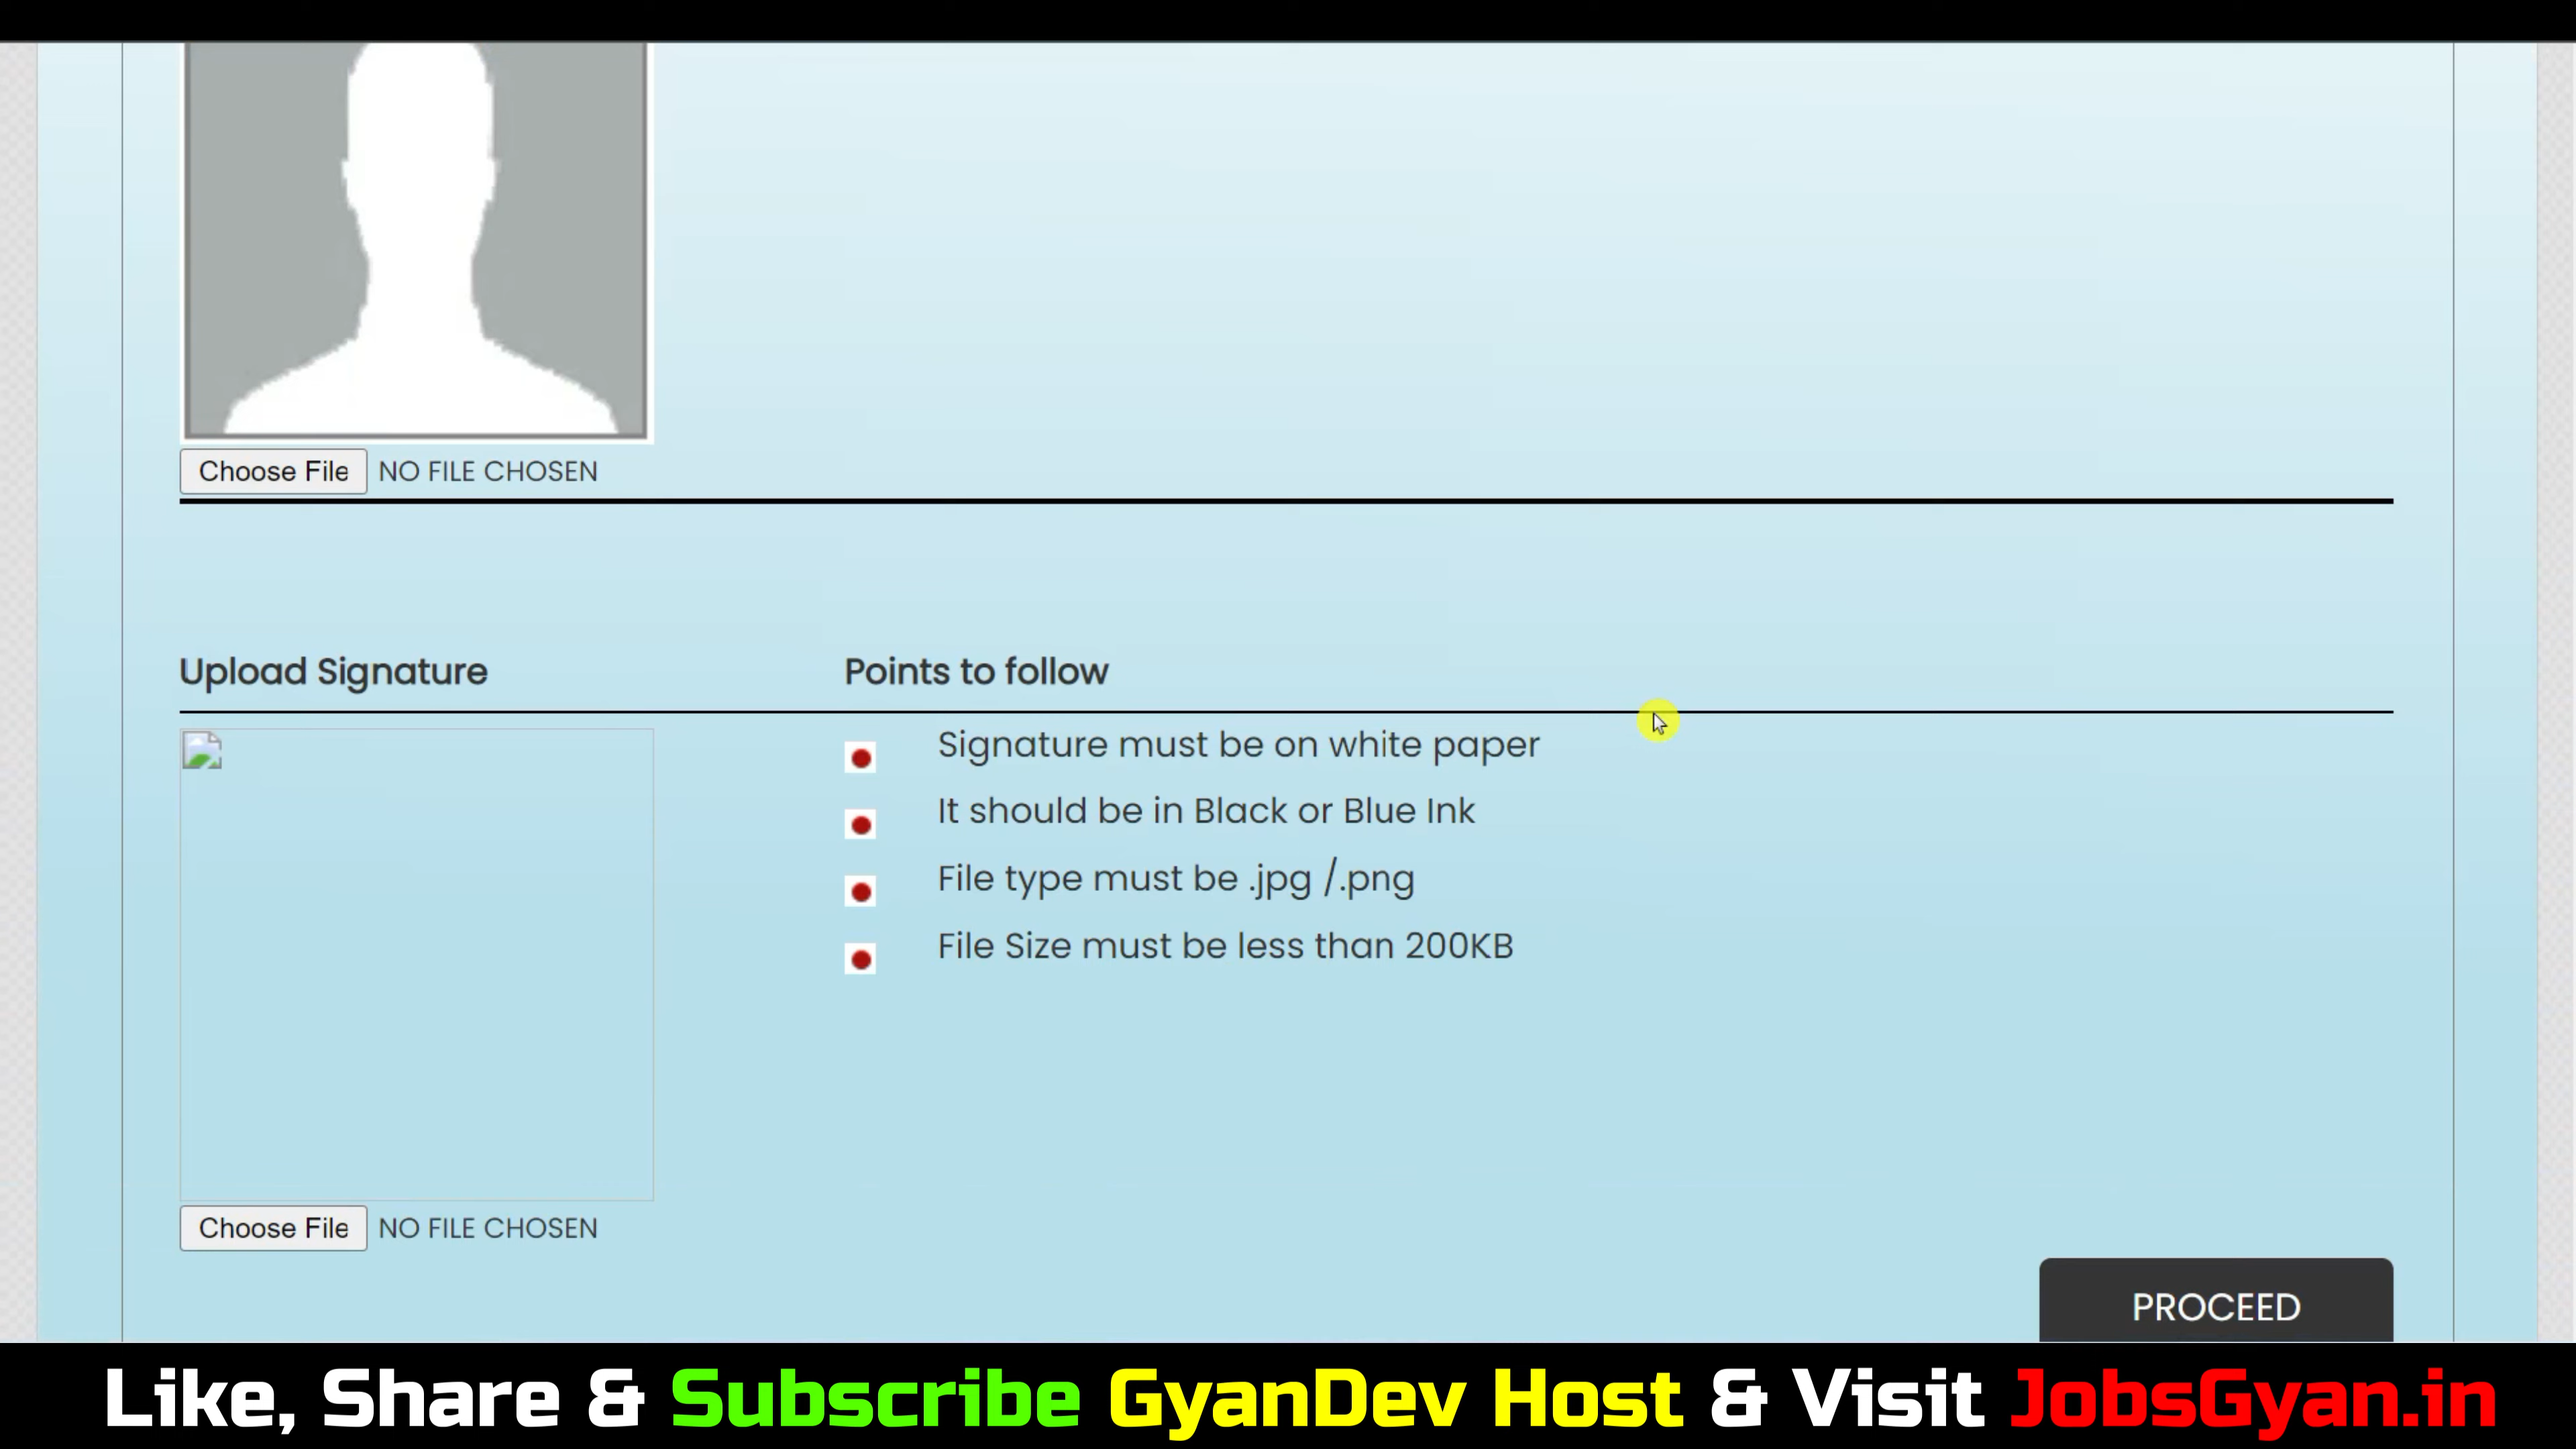 Choose File NO FILE CHOSEN
Upload Signature
Points to follow
Signature must be on white paper
It should be in Black or Blue Ink
File type must be .jpg /.png
File Size must be less than 200KB
Choose File NO FILE CHOSEN
PROCEED
Like, Share & Subscribe GyanDev Host & Visit JobsGyan.in